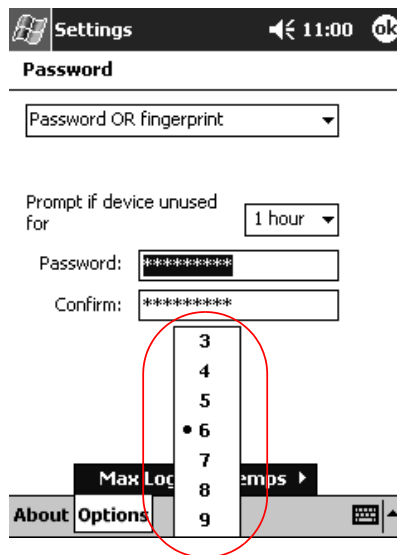 Settings 11:00 ok
Password
Password OR fingerprint
Prompt if device unused
for 1 hour
Password: *********
Confirm: *********
3
4
5
6
7
8
9
Max Log emps
About Options